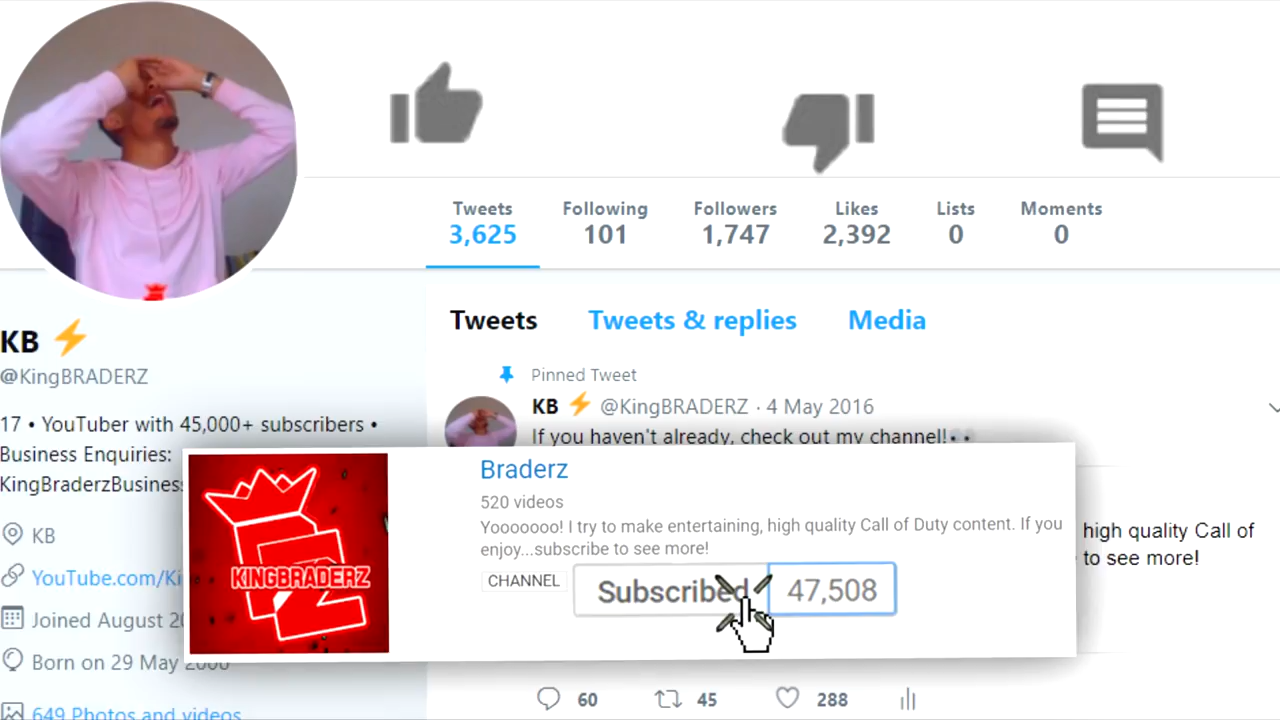 Tweets Following Followers Likes Lists Moments
3,625 101 1,747 2,392 0 0
KB
@KingBRADERZ
17 • YouTuber with 45,000+ subscribers •
Business Enquiries:
KingBraderzBusiness
KB
YouTube.com/Ki
Joined August 2
Born on 29 May 2000
649 Photos and videos
Tweets Tweets & replies Media
Pinned Tweet
KB @KingBRADERZ · 4 May 2016
If you haven't already, check out my channel!
KINGBRADERZ
Braderz
520 videos
Yooooooo! I try to make entertaining, high quality Call of Duty content. If you
enjoy...subscribe to see more!
CHANNEL
Subscribed 47,508
high quality Call of
to see more!
60 45 288